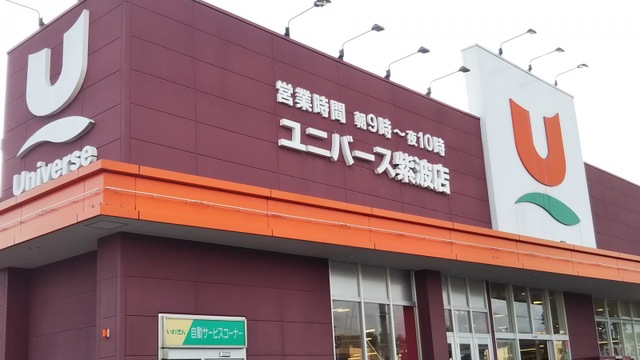 U
Universe
営業時間 朝9時～夜10時
ユニバース紫波店
U
いわぎん
自動サービスコーナー